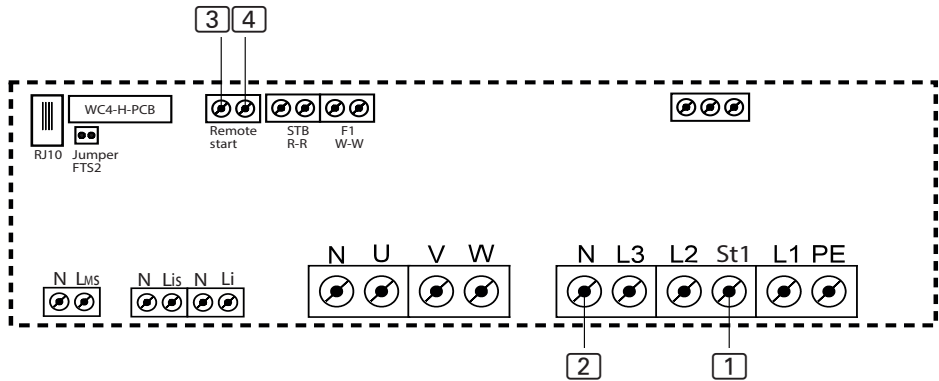 3 4
WC4-H-PCB
RJ10
Jumper
FTS2
Remote
start
STB
R-R
F1
W-W
N LMS
N Lis N Li
N U V W
N L3 L2 St1 L1 PE
2 1